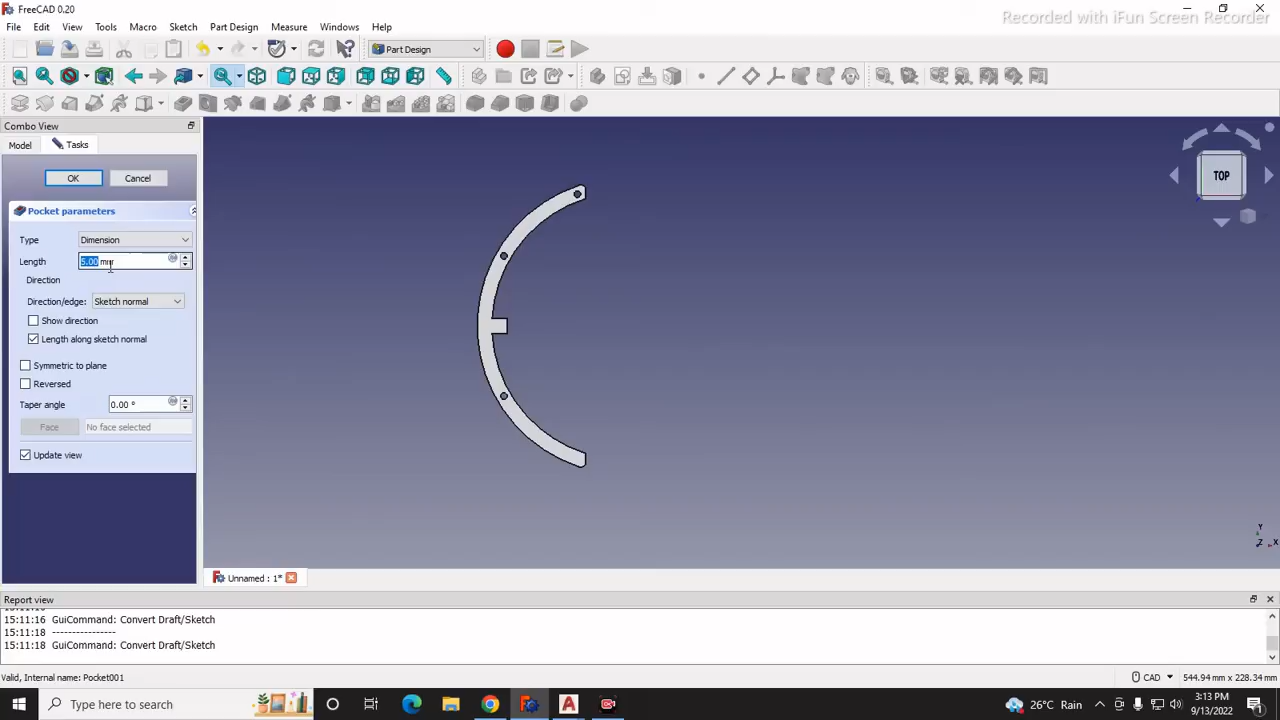 FreeCAD 0.20
Recorded with iFun Screen Recorder
File Edit View Tools Macro Sketch Part Design Measure Windows Help
Part Design
Combo View
Model Tasks
OK Cancel
Pocket parameters
Type Dimension
Length 5.00 mm
Direction
Direction/edge: Sketch normal
Show direction
Length along sketch normal
Symmetric to plane
Reversed
Taper angle 0.00 °
Face No face selected
Update view
TOP
Y
Z X
Unnamed : 1*
Report view
15:11:16 GuiCommand: Convert Draft/Sketch
15:11:18 ----------------
15:11:18 GuiCommand: Convert Draft/Sketch
Valid, Internal name: Pocket001
CAD 544.94 mm x 228.34 mm
Type here to search
26°C Rain
3:13 PM
9/13/2022